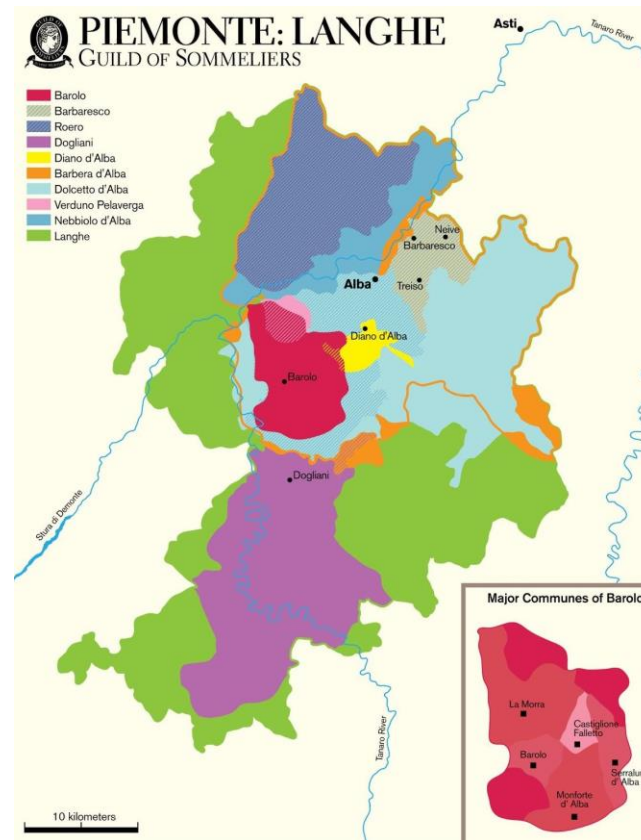 PIEMONTE: LANGHE
GUILD OF SOMMELIERS
Barolo
Barbaresco
Roero
Dogliani
Diano d'Alba
Barbera d'Alba
Dolcetto d'Alba
Verduno Pelaverga
Nebbiolo d'Alba
Langhe
Asti
Tanaro River
Neive
Barbaresco
Alba
Treiso
Diano d'Alba
Barolo
Dogliani
Stura di Demonte
Tanaro River
10 kilometers
Major Communes of Barolo
La Morra
Castiglione
Falletto
Barolo
Serralun
d' Alba
Monforte
d' Alba